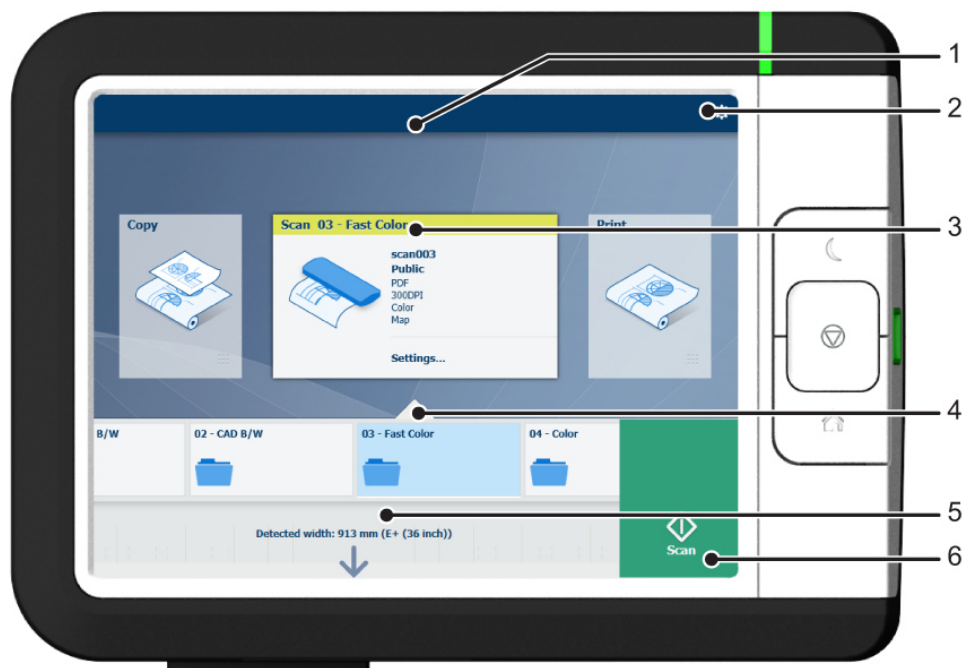 1
2
Copy
Scan 03 - Fast Color
Print
3
scan003
Public
PDF
300DPI
Color
Map
Settings...
4
B/W
02 - CAD B/W
03 - Fast Color
04 - Color
5
Detected width: 913 mm (E+ (36 inch))
Scan
6